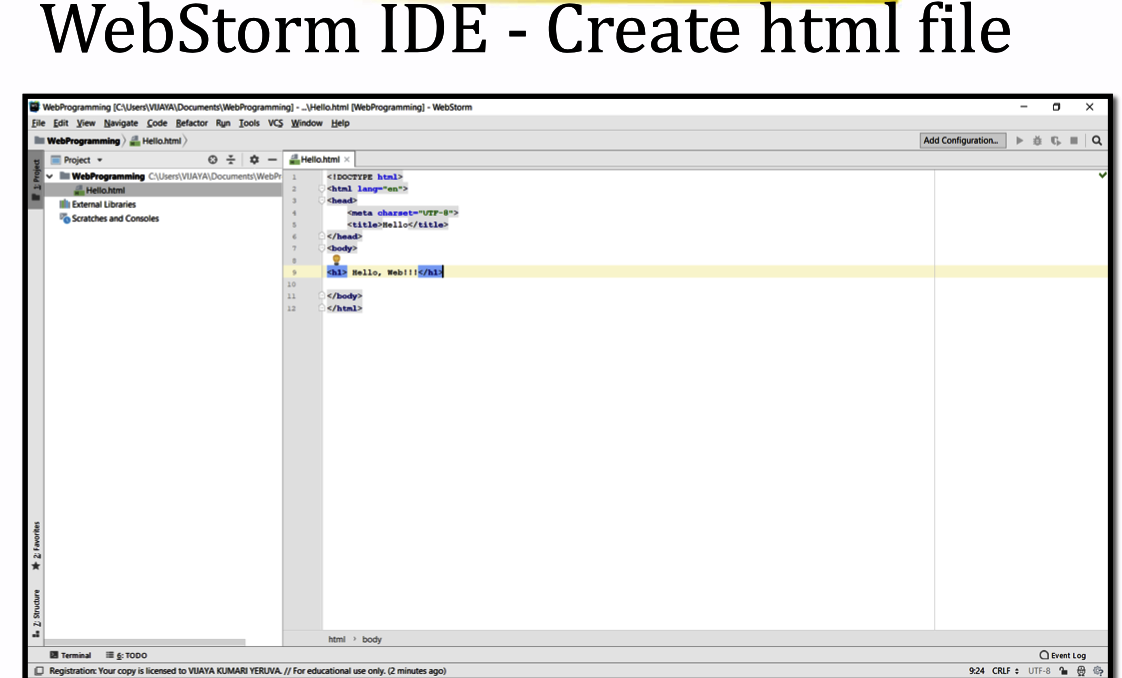 WebStorm IDE - Create html file
WebProgramming [C:\Users\VIJAYA\Documents\WebProgramming] - ...\Hello.html [WebProgramming] - WebStorm
File Edit View Navigate Code Refactor Run Tools VCS Window Help
WebProgramming Hello.html Add Configuration...
1: Project
Project
Hello.html
WebProgramming C:\Users\VIJAYA\Documents\WebPr
Hello.html
External Libraries
Scratches and Consoles
1 <!DOCTYPE html>
2 <html lang="en">
3 <head>
4 <meta charset="UTF-8">
5 <title>Hello</title>
6 </head>
7 <body>
8
9 <h1> Hello, Web!!!</h1>
10
11 </body>
12 </html>
2: Favorites
Z: Structure
html › body
Terminal 6: TODO Event Log
Registration: Your copy is licensed to VIJAYA KUMARI YERUVA. // For educational use only. (2 minutes ago) 9:24 CRLF UTF-8